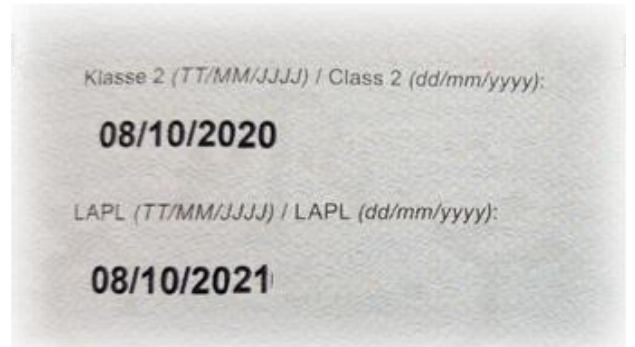 Klasse 2 (TT/MM/JJJJ) / Class 2 (dd/mm/yyyy):
08/10/2020
LAPL (TT/MM/JJJJ) / LAPL (dd/mm/yyyy):
08/10/2021